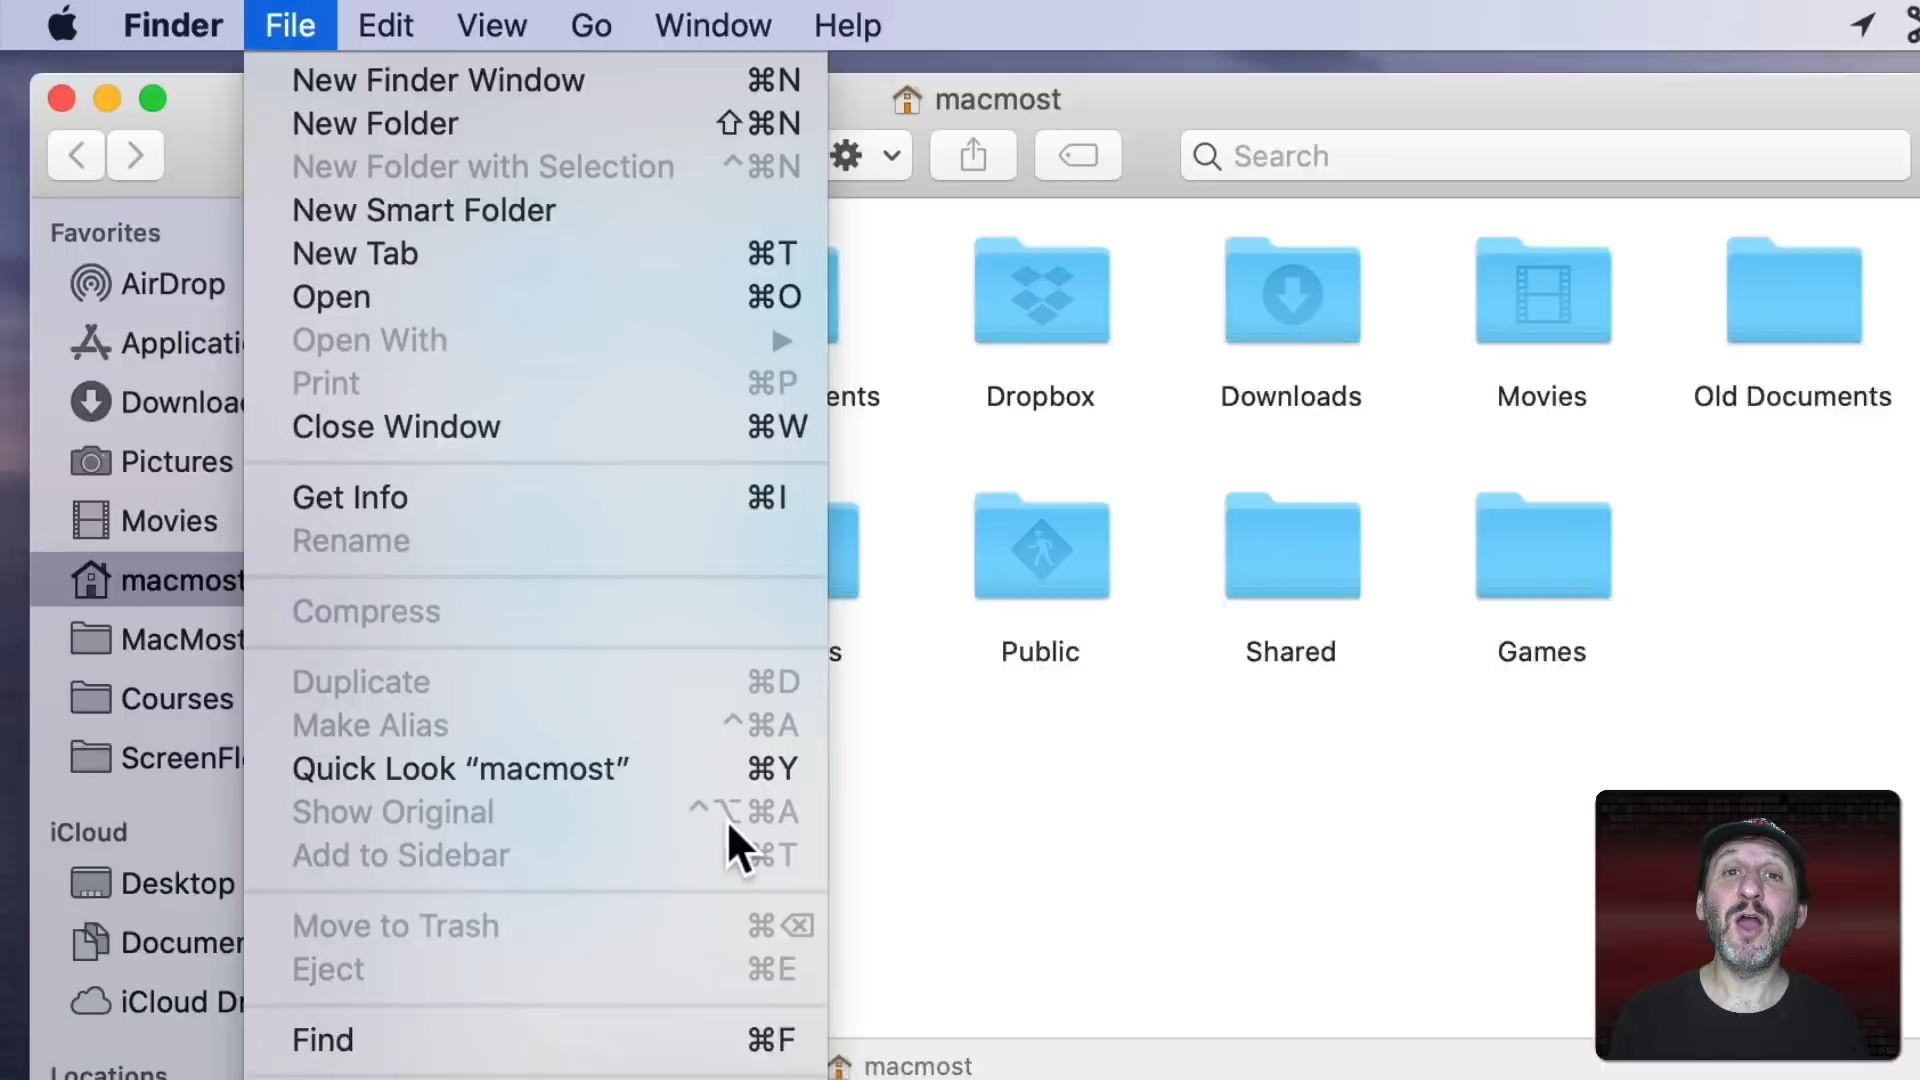 Finder File Edit View Go Window Help
macmost
Search
Favorites
AirDrop
Applicati
Downloa
Pictures
Movies
macmost
MacMost
Courses
ScreenFl
iCloud
Desktop
Documer
iCloud Dr
Locations
New Finder Window ⌘N
New Folder ⇧⌘N
New Folder with Selection ^⌘N
New Smart Folder
New Tab ⌘T
Open ⌘O
Open With ▶
Print ⌘P
Close Window ⌘W
Get Info ⌘I
Rename
Compress
Duplicate ⌘D
Make Alias ^⌘A
Quick Look “macmost” ⌘Y
Show Original ^⌥⌘A
Add to Sidebar ⌘T
Move to Trash ⌘⌫
Eject ⌘E
Find ⌘F
ents Dropbox Downloads Movies Old Documents
s Public Shared Games
macmost